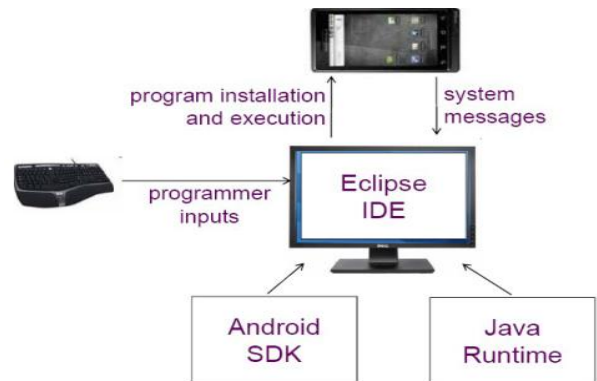 program installation
and execution
system
messages
programmer
inputs
Eclipse
IDE
Android
SDK
Java
Runtime